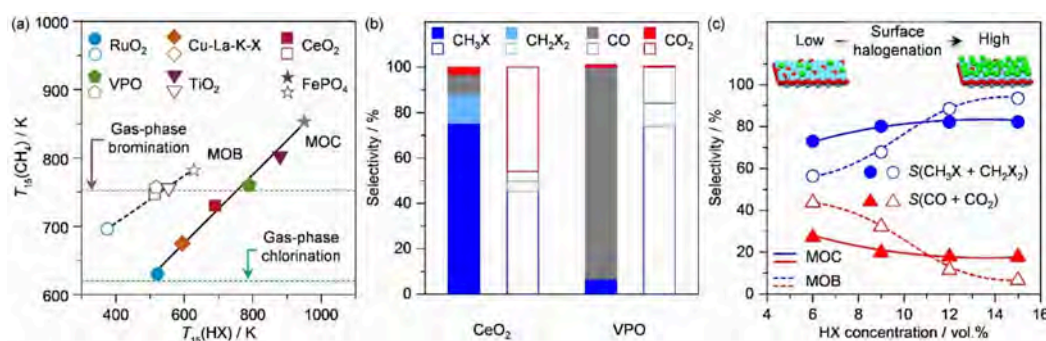 (a)
1000
900
800
700
600
T15(CH4) / K
RuO2
Cu-La-K-X
CeO2
VPO
TiO2
FePO4
Gas-phase
bromination
MOB
MOC
Gas-phase
chlorination
300 400 600 800 1000
T15(HX) / K
(b)
CH3X
CH2X2
CO
CO2
100
80
60
40
20
0
Selectivity / %
CeO2
VPO
(c)
Low
Surface
halogenation
High
100
80
60
40
20
0
Selectivity / %
S(CH3X + CH2X2)
S(CO + CO2)
MOC
MOB
4 6 8 10 12 14 16
HX concentration / vol.%